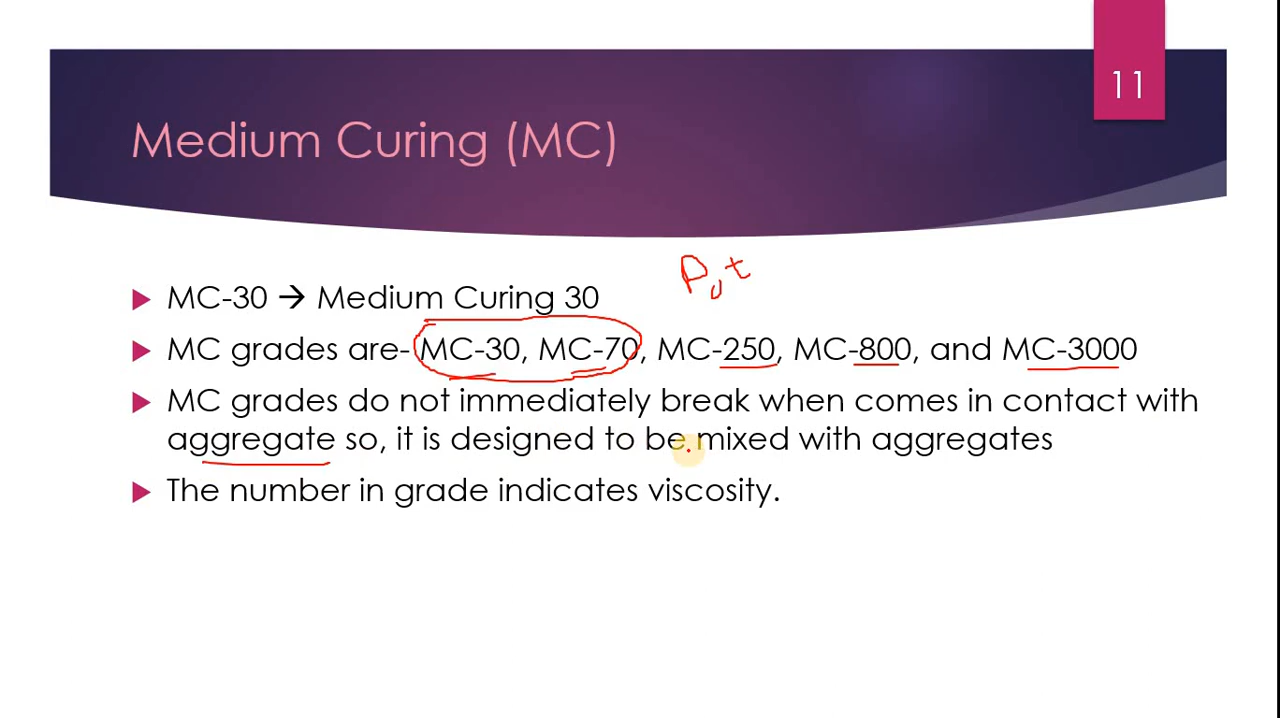 11
Medium Curing (MC)
MC-30 → Medium Curing 30
MC grades are- MC-30, MC-70, MC-250, MC-800, and MC-3000
MC grades do not immediately break when comes in contact with
aggregate so, it is designed to be mixed with aggregates
The number in grade indicates viscosity.